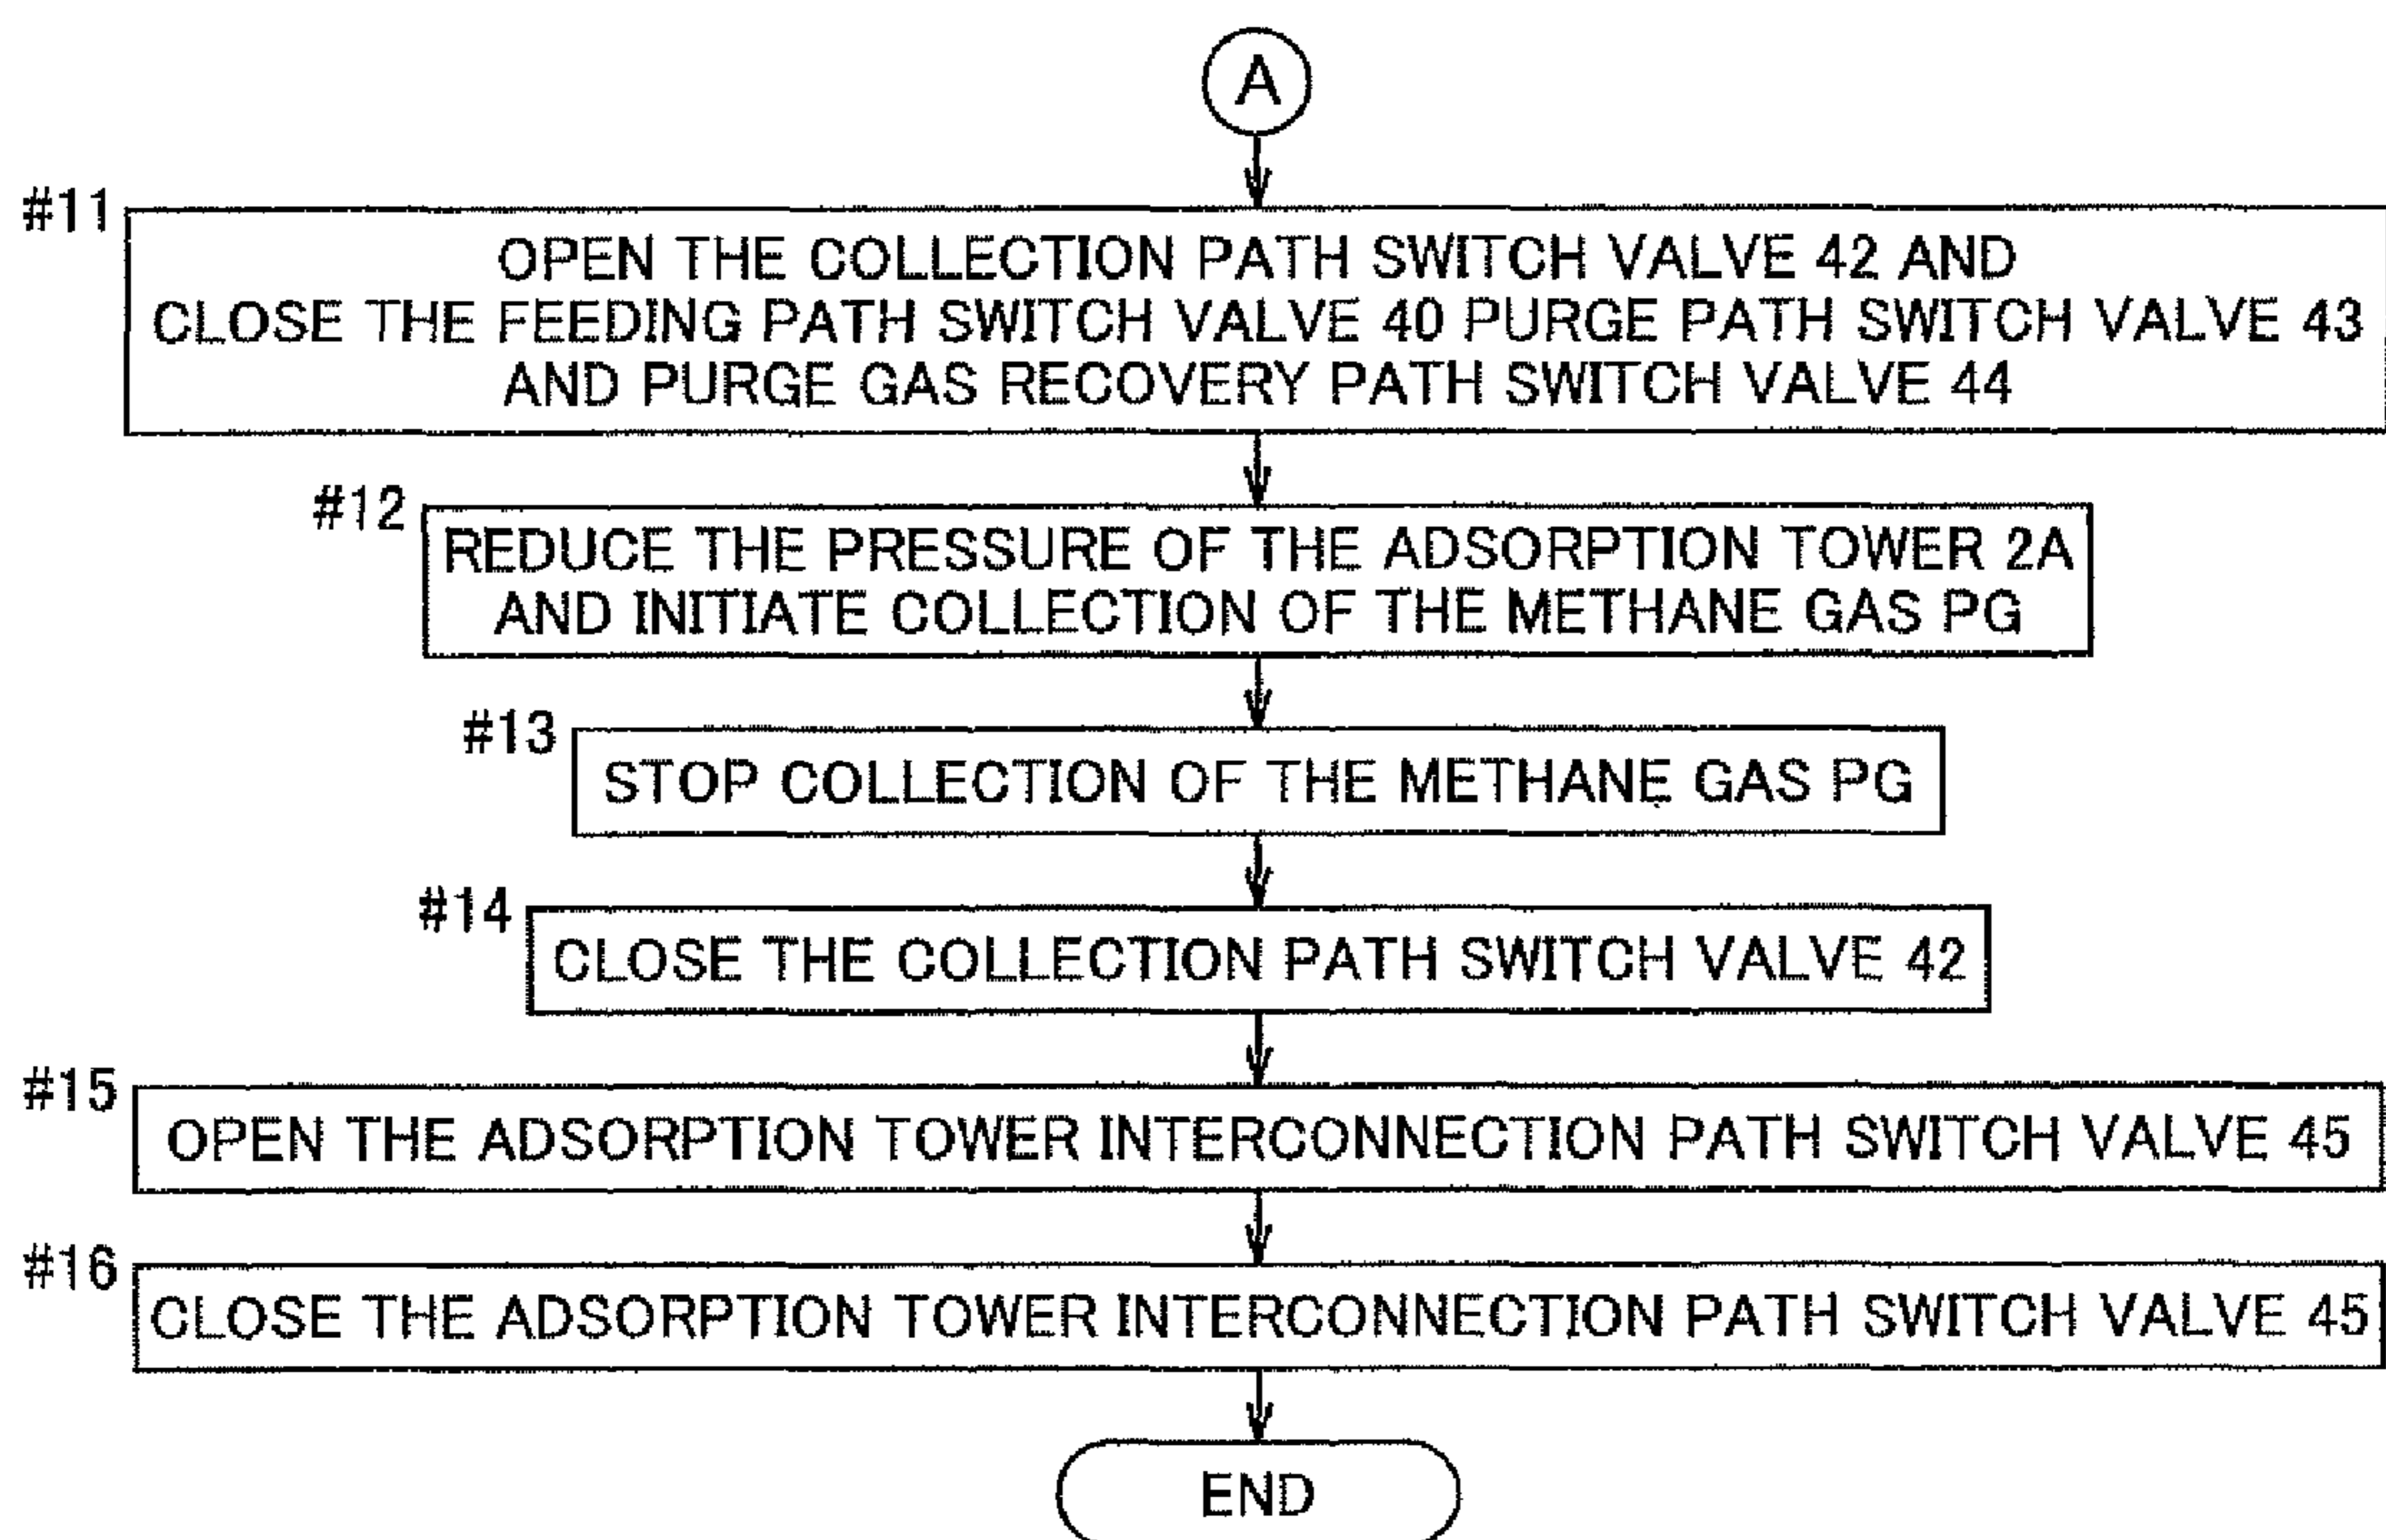 A
#11
OPEN THE COLLECTION PATH SWITCH VALVE 42 AND
CLOSE THE FEEDING PATH SWITCH VALVE 40 PURGE PATH SWITCH VALVE 43
AND PURGE GAS RECOVERY PATH SWITCH VALVE 44
#12
REDUCE THE PRESSURE OF THE ADSORPTION TOWER 2A
AND INITIATE COLLECTION OF THE METHANE GAS PG
#13
STOP COLLECTION OF THE METHANE GAS PG
#14
CLOSE THE COLLECTION PATH SWITCH VALVE 42
#15
OPEN THE ADSORPTION TOWER INTERCONNECTION PATH SWITCH VALVE 45
#16
CLOSE THE ADSORPTION TOWER INTERCONNECTION PATH SWITCH VALVE 45
END